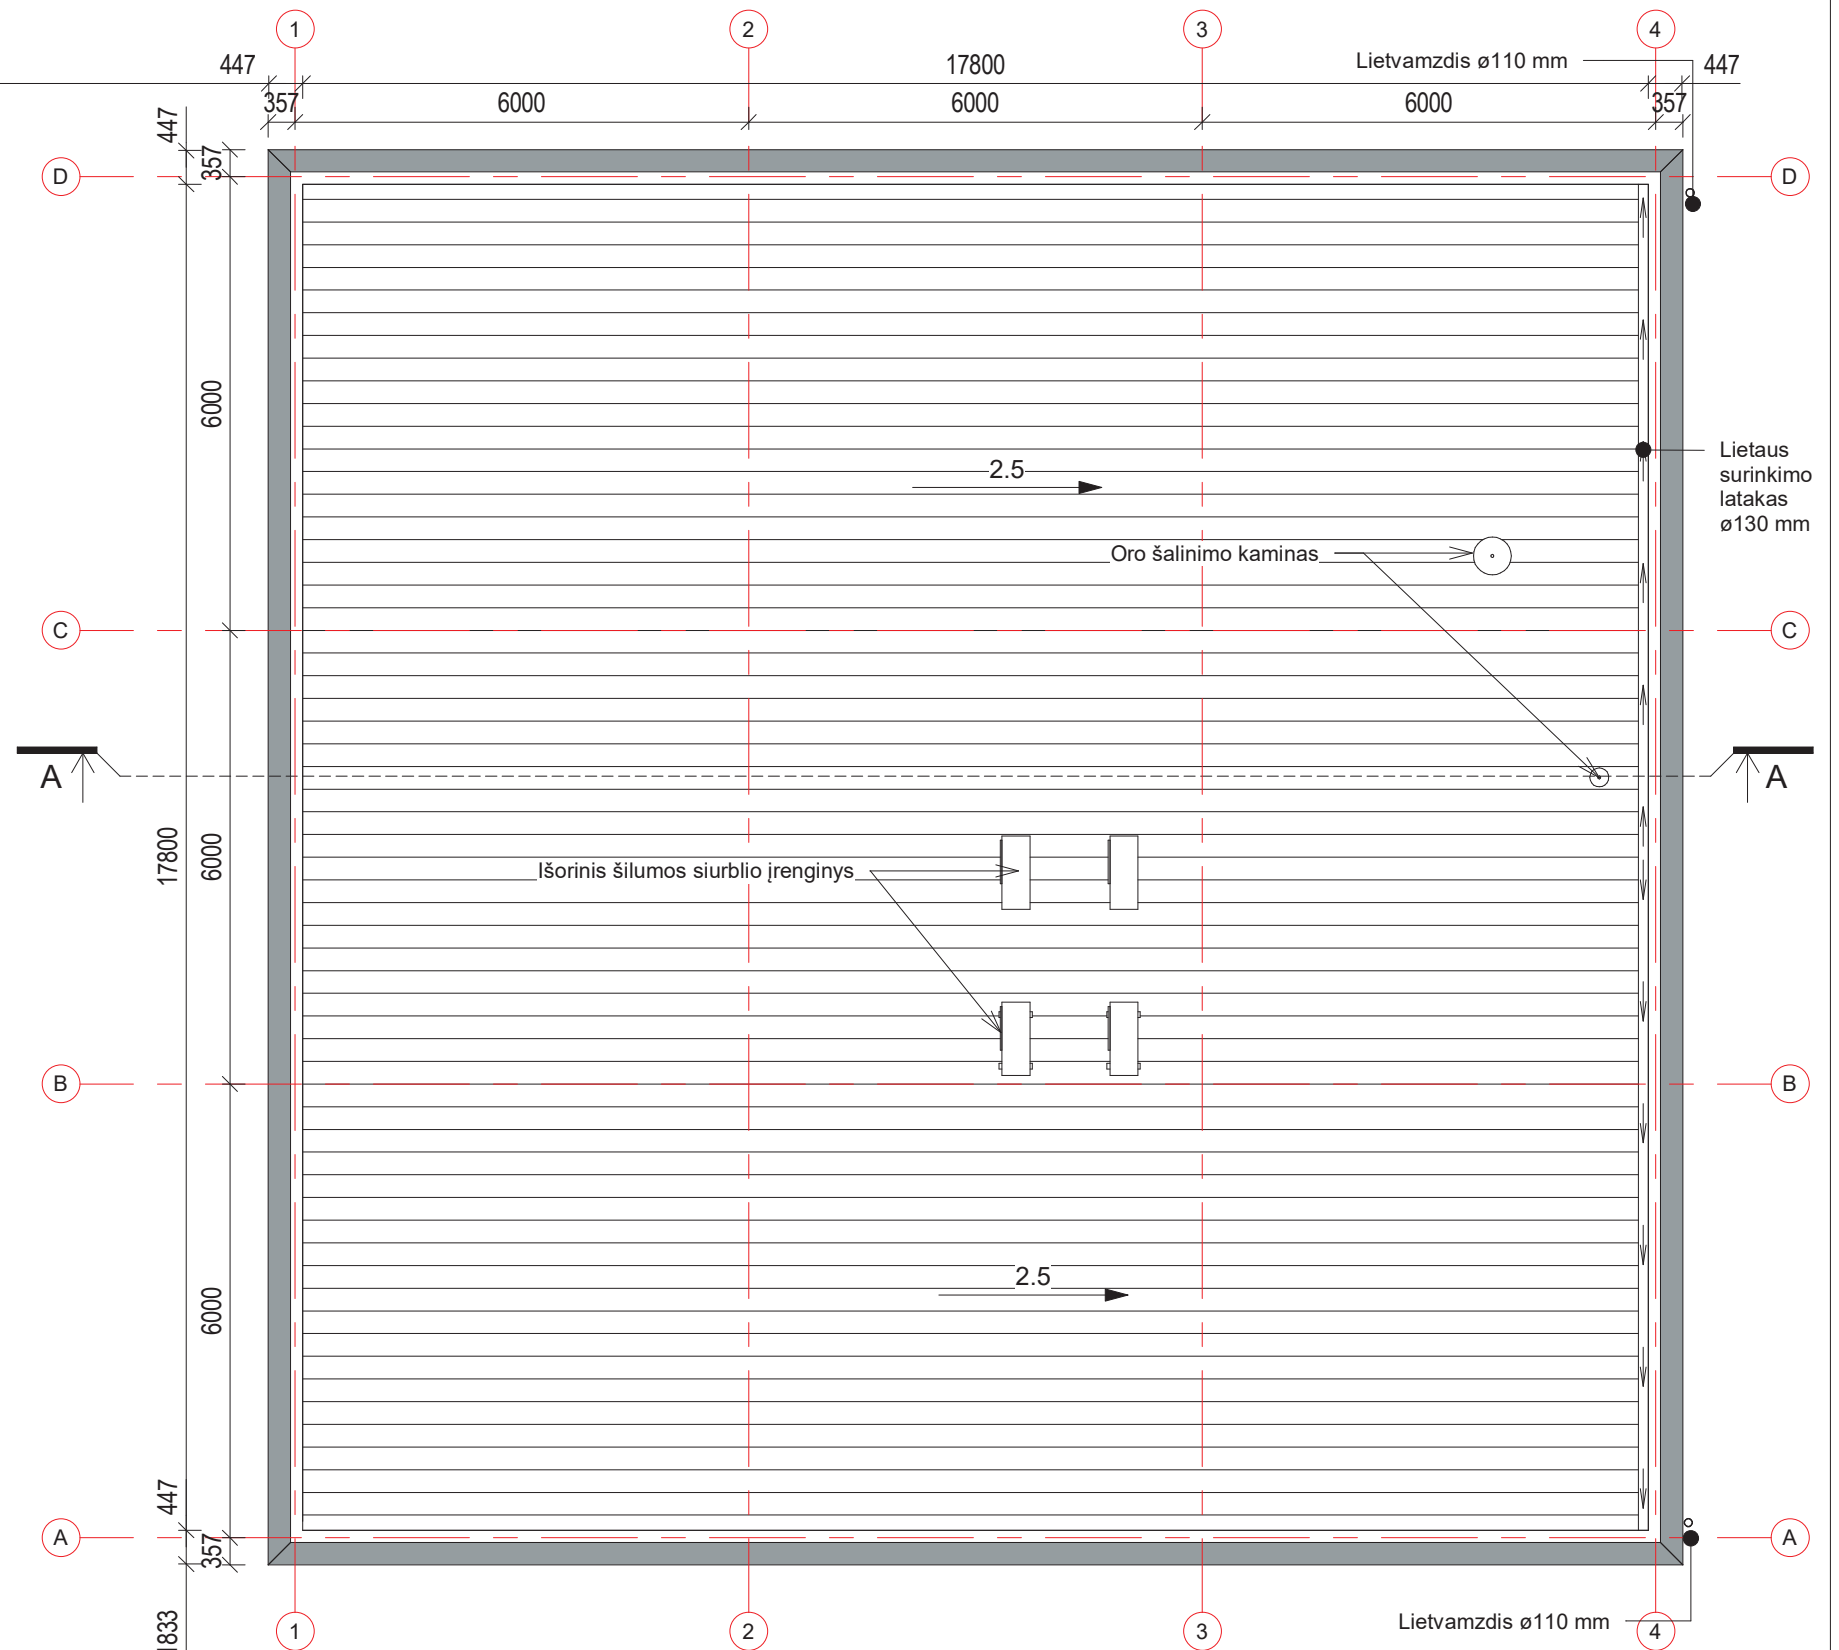 1
2
3
4
447
17800
Lietvamzdis ø110 mm
447
357
6000
6000
6000
357
447
357
D
D
6000
2.5
Lietaus
surinkimo
latakas
ø130 mm
Oro šalinimo kaminas
C
C
A
A
17800
6000
Išorinis šilumos siurblio įrenginys
B
B
6000
2.5
447
357
A
A
1833
Lietvamzdis ø110 mm
1
2
3
4